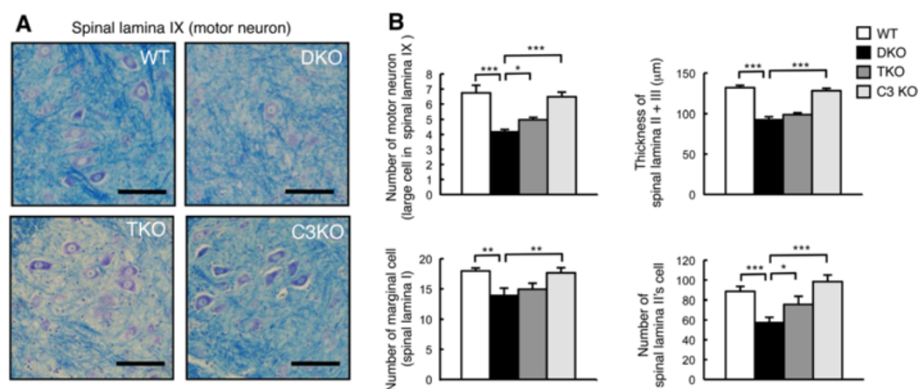 A
Spinal lamina IX (motor neuron)
WT
DKO
TKO
C3KO
B
WT
DKO
TKO
C3 KO
Number of motor neuron
(large cell in spinal lamina IX)
8
7
6
5
4
3
2
1
0
***
*
***
Thickness of
spinal lamina II + III (μm)
150
100
50
0
***
***
Number of marginal cell
(spinal lamina I)
20
15
10
5
0
**
**
Number of
spinal lamina II's cell
120
100
80
60
40
20
0
***
*
***